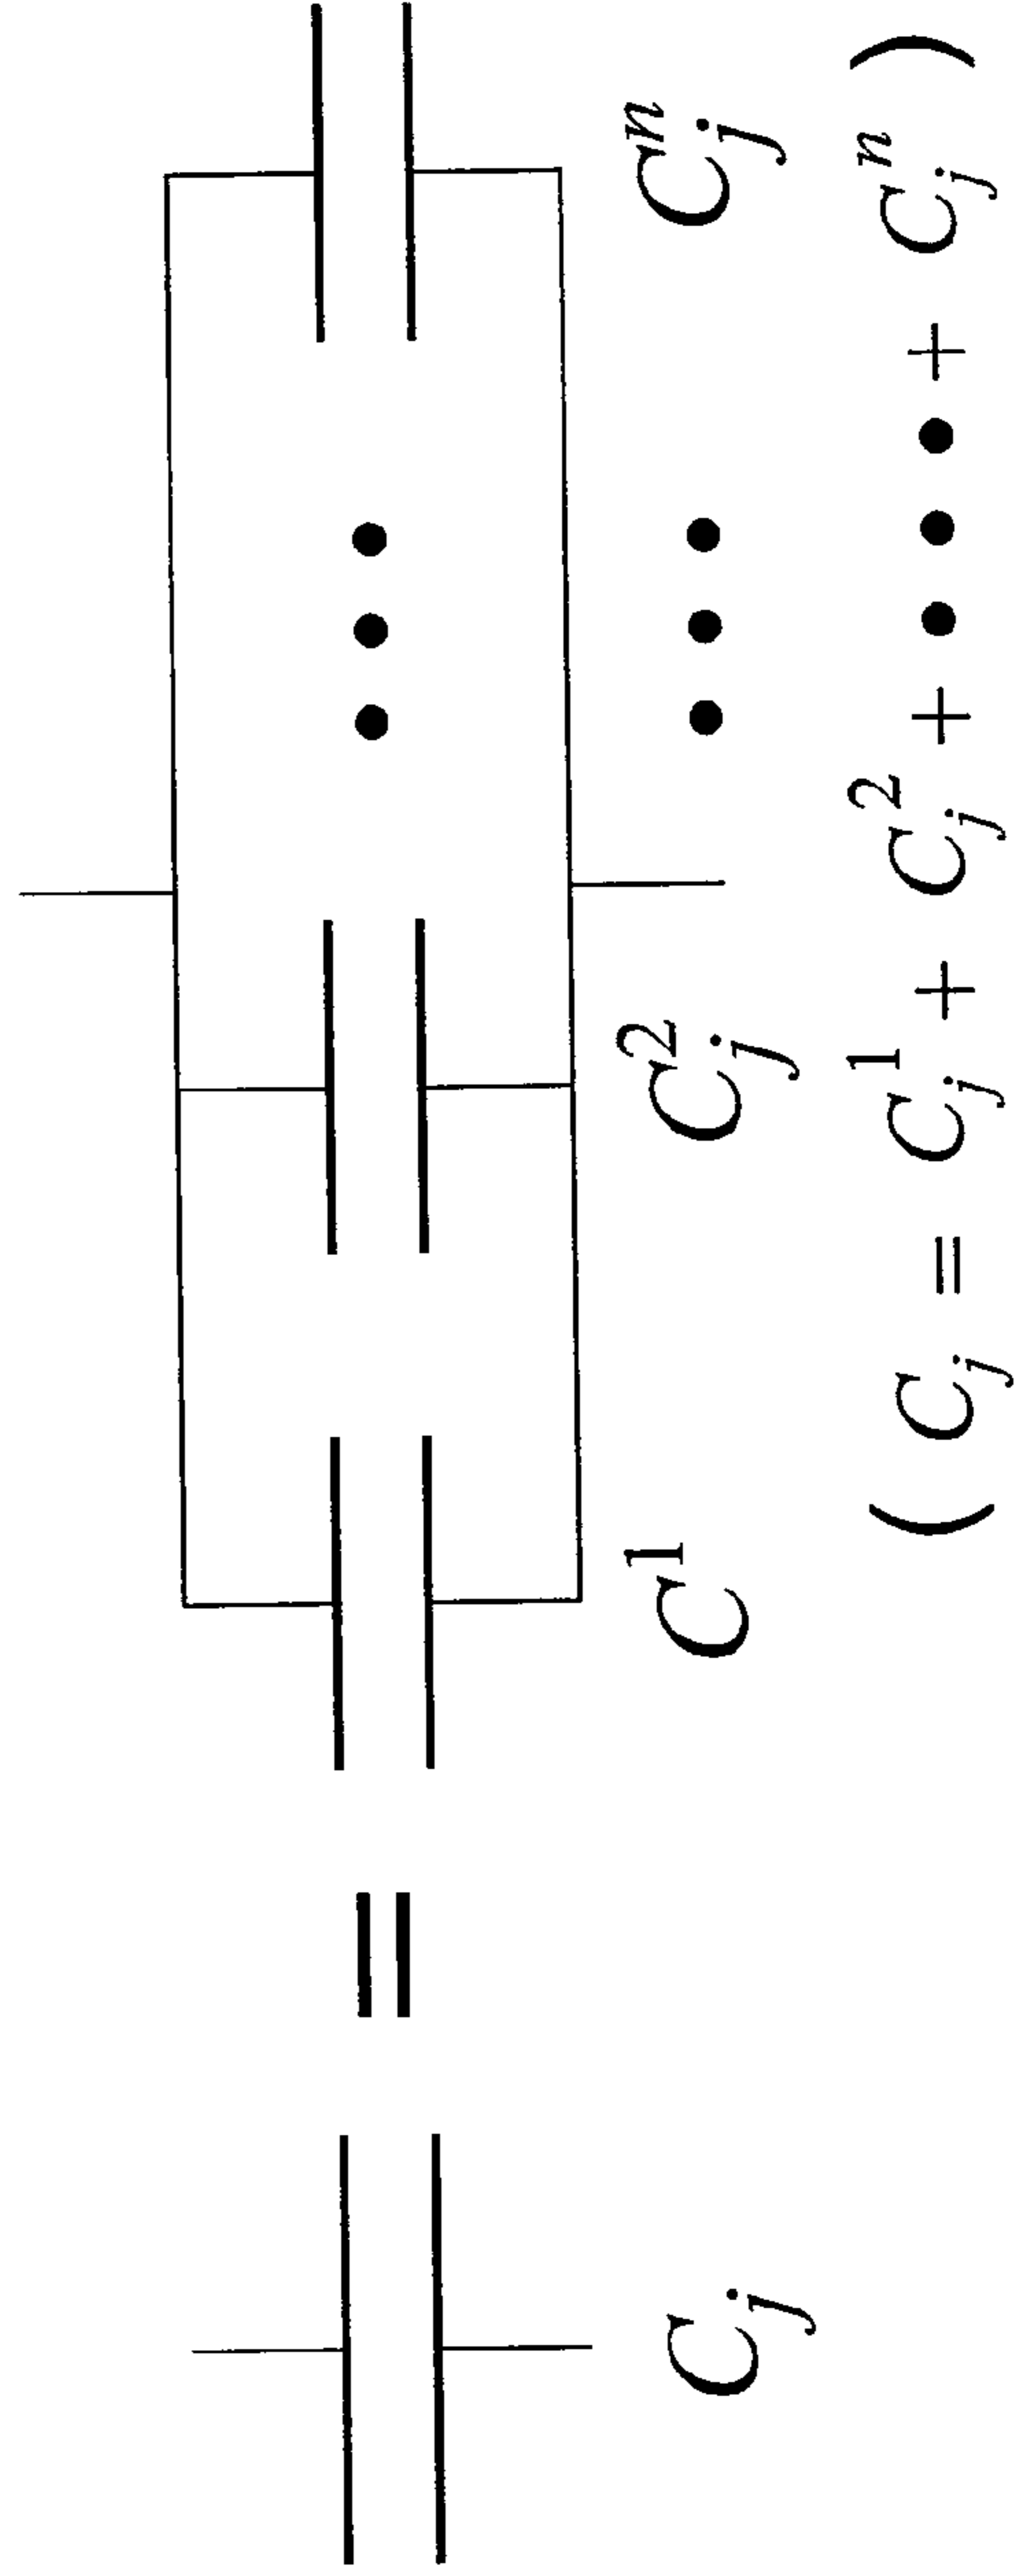 =
C_j C^1 C_j^2 ● ● ● C_j^n
( C_j = C_j^1 + C_j^2 + ● ● ● + C_j^n )